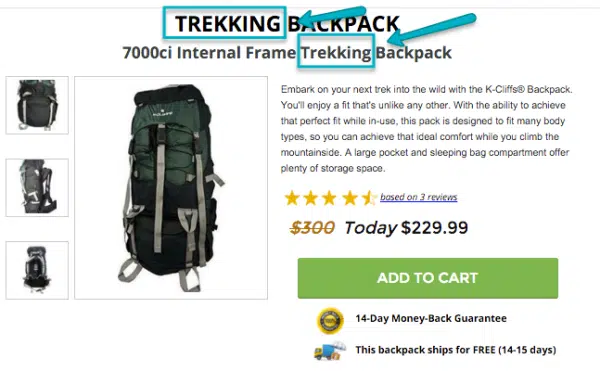 TREKKING BACKPACK
7000ci Internal Frame Trekking Backpack
Embark on your next trek into the wild with the K-Cliffs® Backpack.
You'll enjoy a fit that's unlike any other. With the ability to achieve
that perfect fit while in-use, this pack is designed to fit many body
types, so you can achieve that ideal comfort while you climb the
mountainside. A large pocket and sleeping bag compartment offer
plenty of storage space.
based on 3 reviews
$300 Today $229.99
ADD TO CART
14-Day Money-Back Guarantee
This backpack ships for FREE (14-15 days)